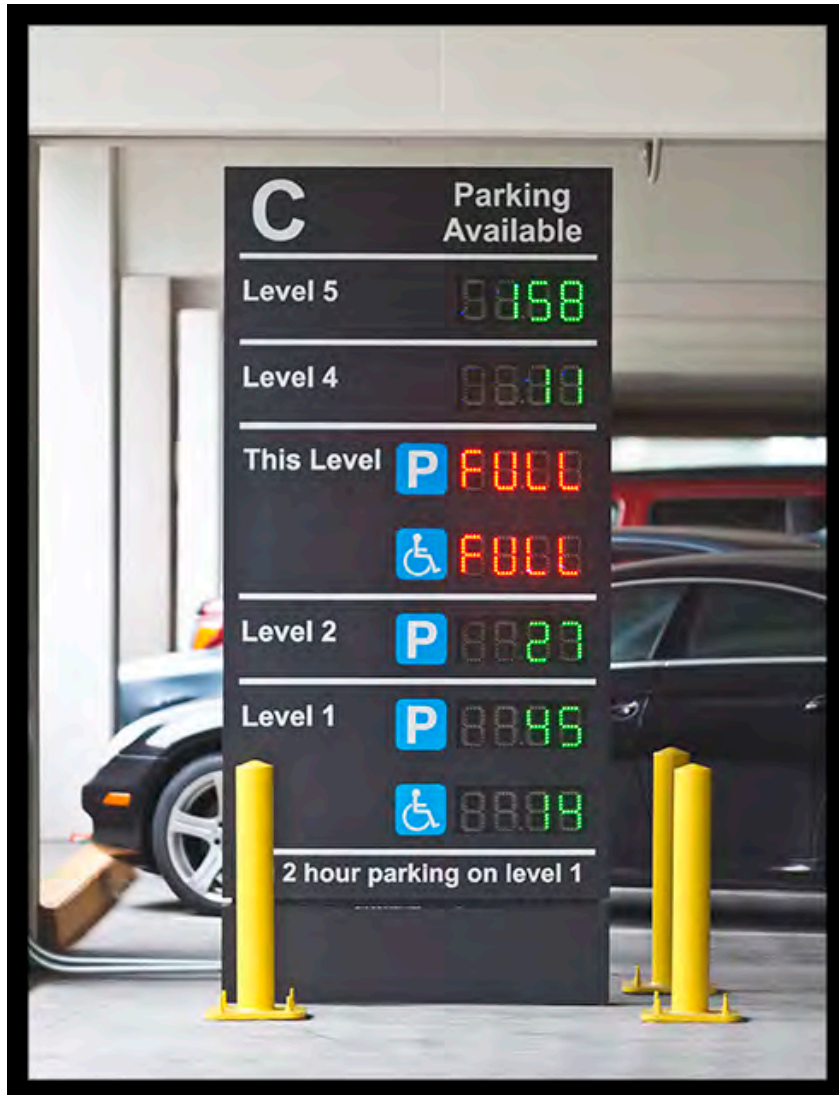 C
Parking
Available
Level 5 158
Level 4 11
This Level P FULL
FULL
Level 2 P 27
Level 1 P 45
14
2 hour parking on level 1